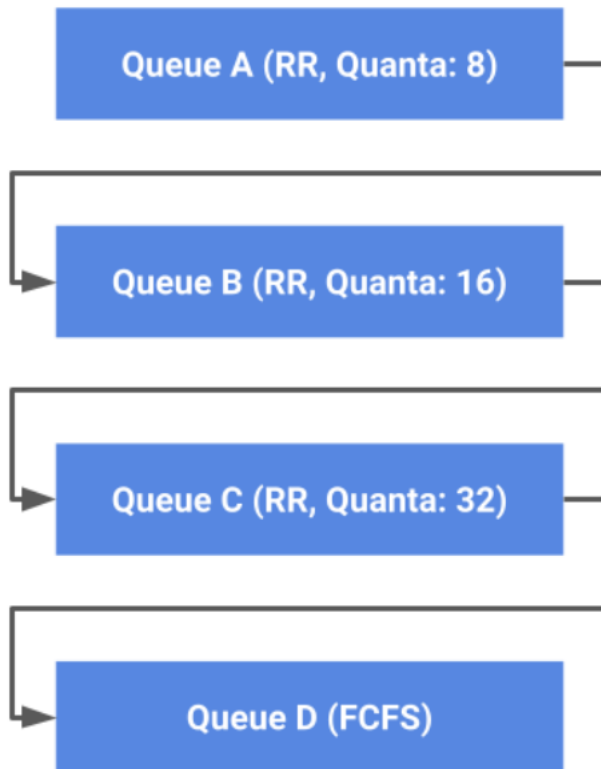 Queue A (RR, Quanta: 8)
Queue B (RR, Quanta: 16)
Queue C (RR, Quanta: 32)
Queue D (FCFS)